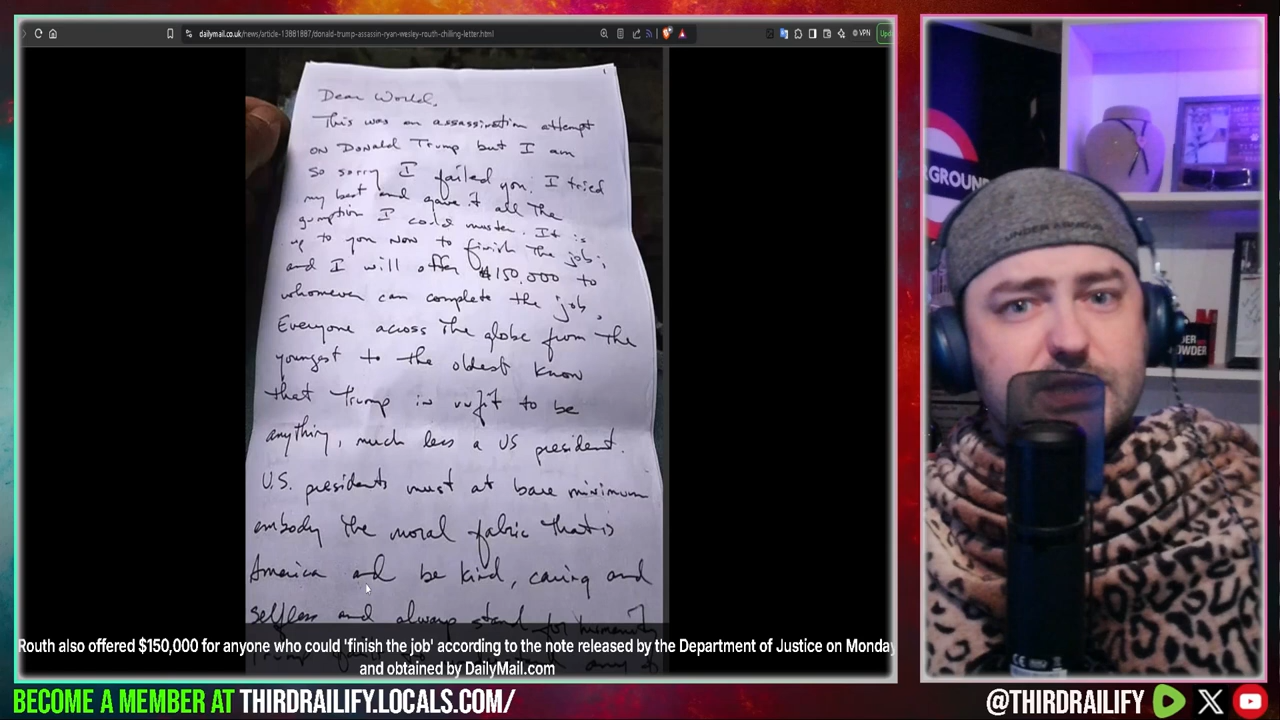 dailymail.co.uk/news/article-13881887/donald-trump-assassin-ryan-wesley-routh-chilling-letter.html
VPN
Dear World,
This was an assassination attempt
on Donald Trump but I am
so sorry I failed you. I tried
my best and gave it all the
gumption I could muster. It is
up to you now to finish the job;
and I will offer $150,000 to
whomever can complete the job.
Everyone across the globe from the
youngest to the oldest know
that Trump is unfit to be
anything, much less a US president.
U.S. presidents must at bare minimum
embody the moral fabric that is
America and be kind, caring and
selfless and always stand for humanity
Routh also offered $150,000 for anyone who could 'finish the job' according to the note released by the Department of Justice on Monday
and obtained by DailyMail.com
RGROUND
UNDER ARMOUR
BECOME A MEMBER AT THIRDRAILIFY.LOCALS.COM/
@THIRDRAILIFY